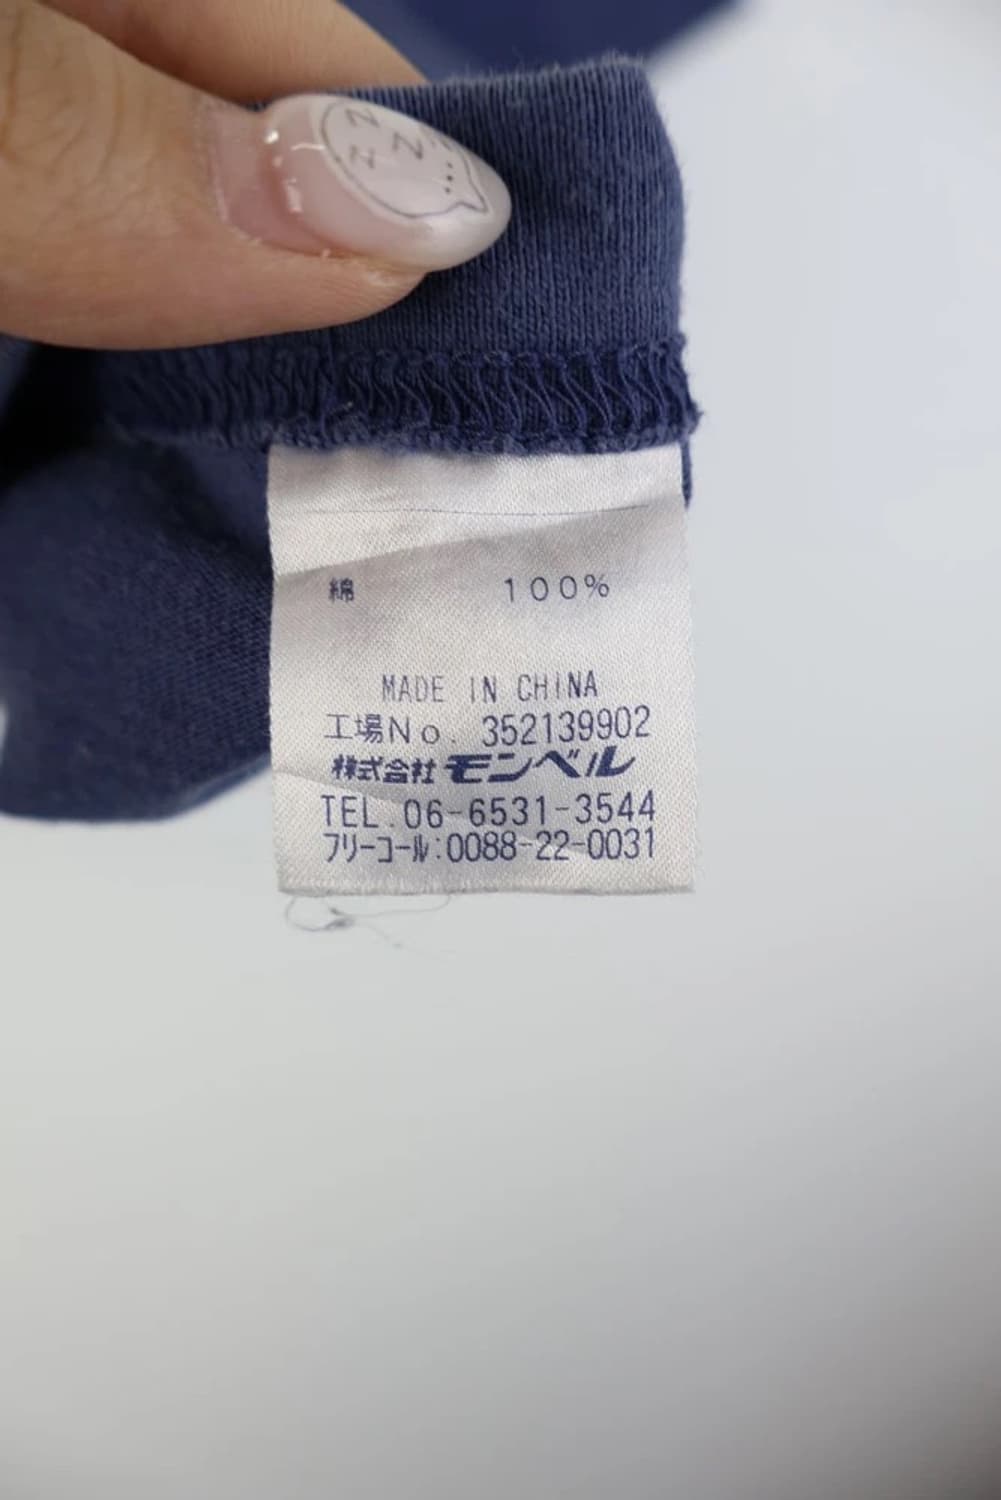 Z Z Z
...
綿 100%
MADE IN CHINA
工場No. 352139902
株式会社モンベル
TEL.06-6531-3544
フリーコール:0088-22-0031